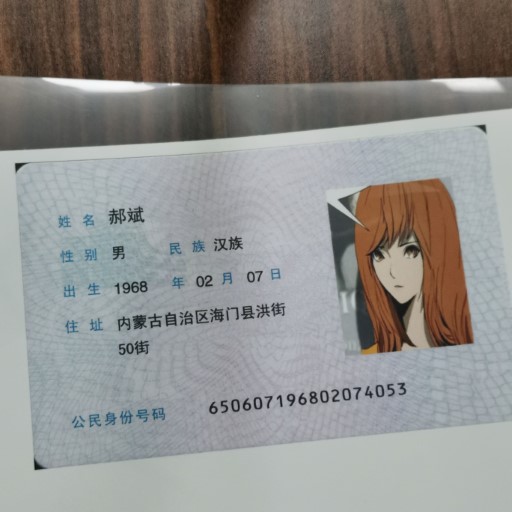 姓名 郝斌
性别 男 民族 汉族
出生 1968 年 02 月 07 日
住址 内蒙古自治区海门县洪街
50街
公民身份号码 650607196802074053